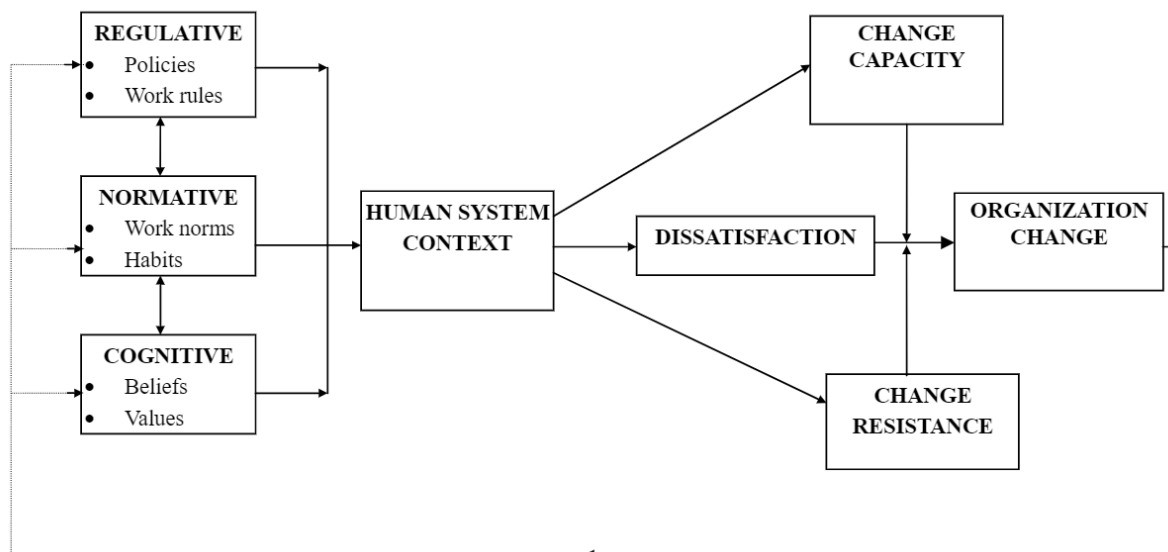 REGULATIVE
• Policies
• Work rules
NORMATIVE
• Work norms
• Habits
COGNITIVE
• Beliefs
• Values
HUMAN SYSTEM
CONTEXT
CHANGE
CAPACITY
DISSATISFACTION
CHANGE
RESISTANCE
ORGANIZATION
CHANGE